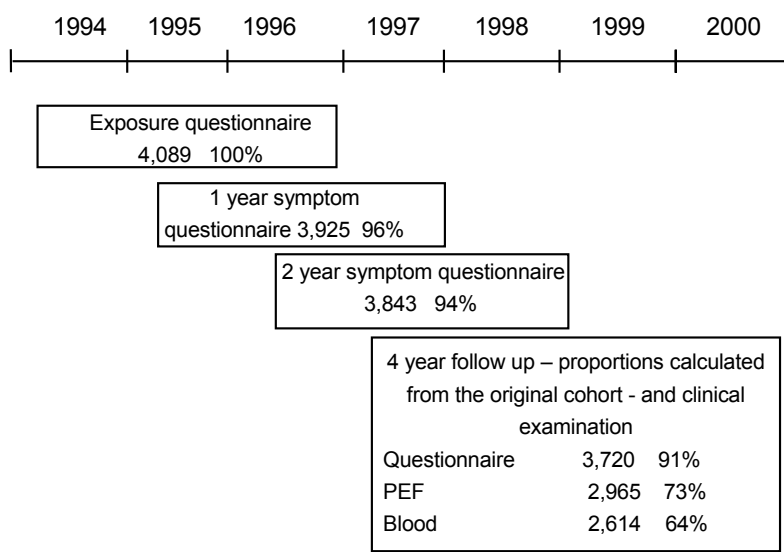 1994 1995 1996 1997 1998 1999 2000
Exposure questionnaire
4,089 100%
1 year symptom
questionnaire 3,925 96%
2 year symptom questionnaire
3,843 94%
4 year follow up – proportions calculated
from the original cohort - and clinical
examination
Questionnaire 3,720 91%
PEF 2,965 73%
Blood 2,614 64%